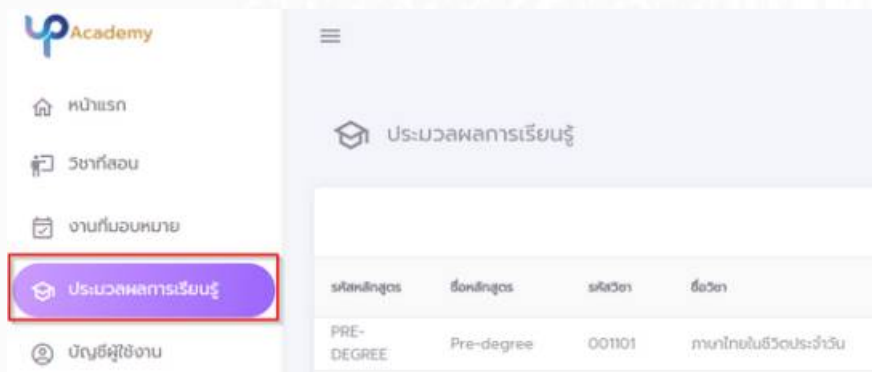 UP Academy
หน้าแรก
วิชาที่สอน
งานที่มอบหมาย
ประมวลผลการเรียนรู้
บัญชีผู้ใช้งาน
ประมวลผลการเรียนรู้
รหัสหลักสูตร ชื่อหลักสูตร รหัสวิชา ชื่อวิชา
PRE-
DEGREE Pre-degree 001101 ภาษาไทยในชีวิตประจำวัน